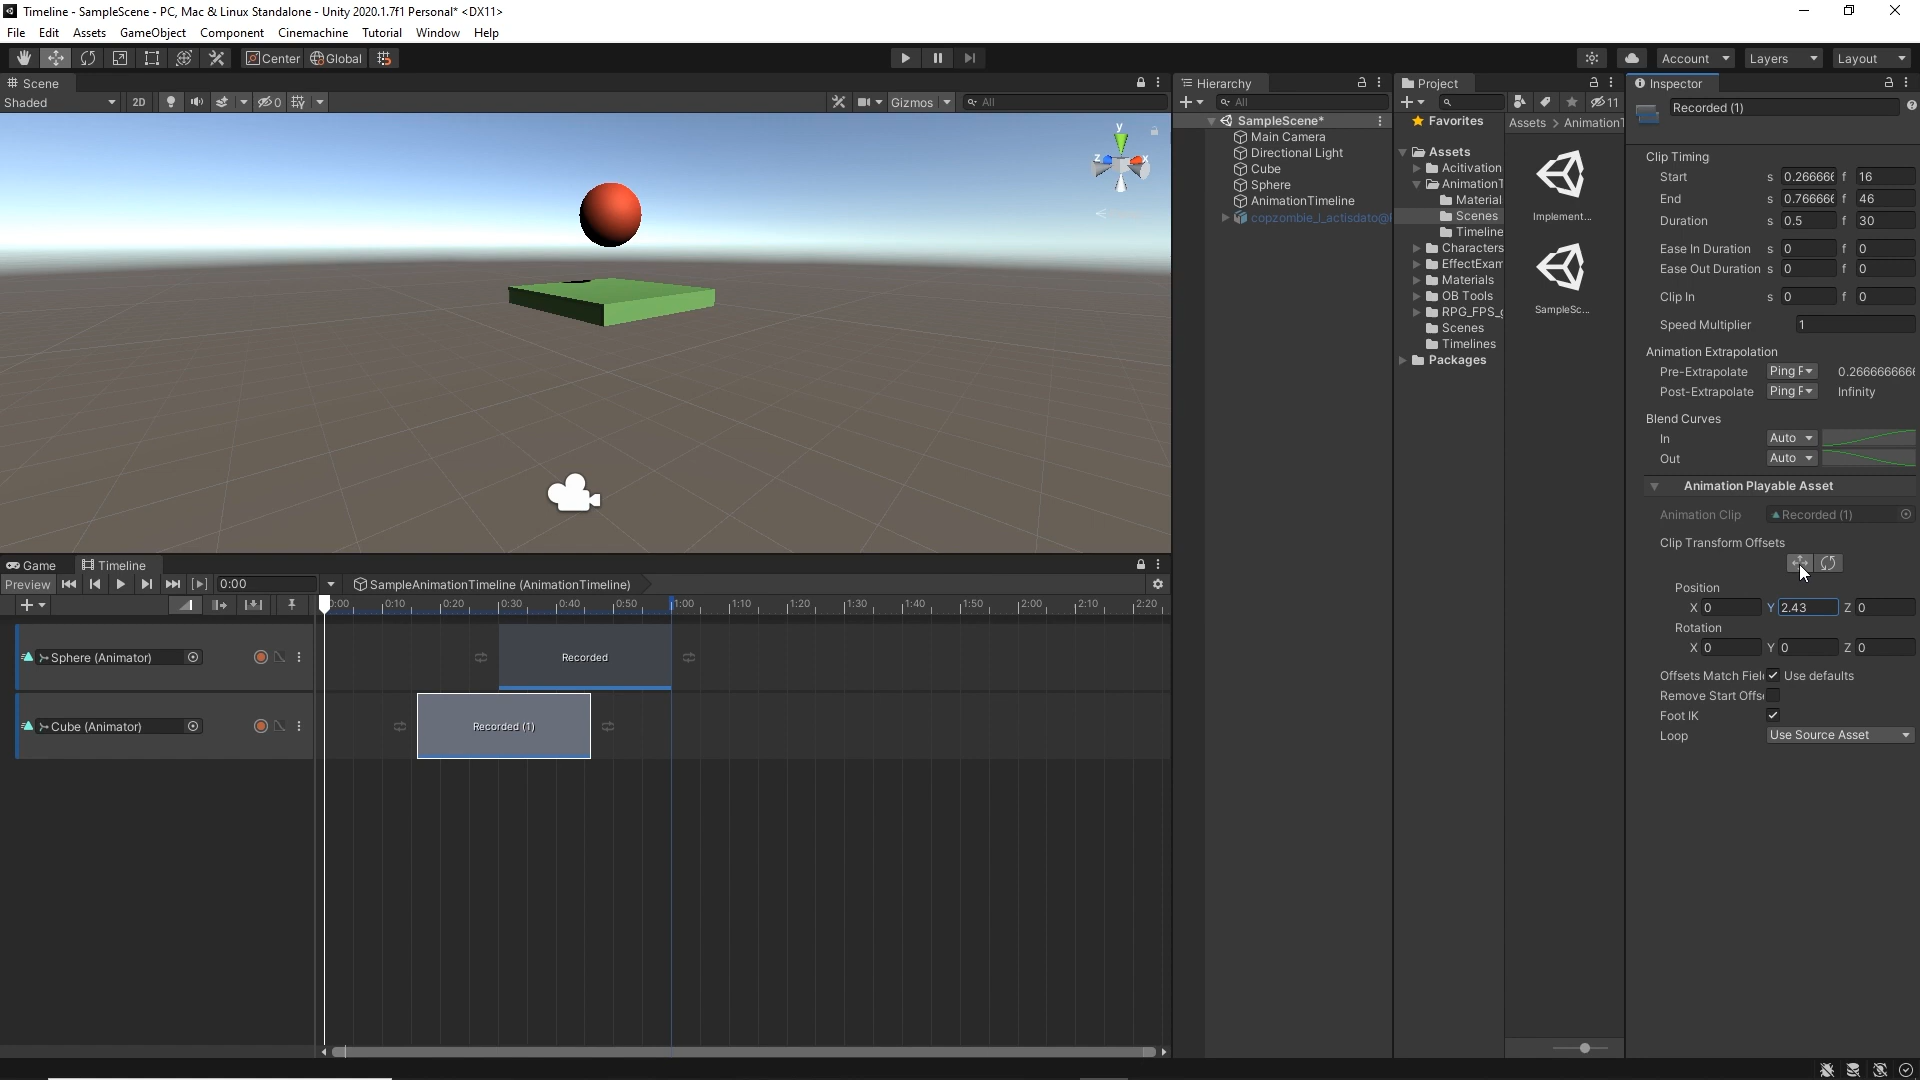 Timeline - SampleScene - PC, Mac & Linux Standalone - Unity 2020.1.7f1 Personal* <DX11>
File Edit Assets GameObject Component Cinemachine Tutorial Window Help
Center Global Account Layers Layout
Scene
Shaded 2D 0 Gizmos All
y z x
Hierarchy
All
SampleScene*
Main Camera
Directional Light
Cube
Sphere
AnimationTimeline
copzombie_l_actisdato@
Project
11
Favorites
Assets > AnimationT
Assets
Acitivation
AnimationT
Material
Scenes
Timeline
Characters
EffectExam
Materials
OB Tools
RPG_FPS_
Scenes
Timelines
Packages
Implement...
SampleSc...
Inspector
Recorded (1)
Clip Timing
Start s 0.266666 f 16
End s 0.766666 f 46
Duration s 0.5 f 30
Ease In Duration s 0 f 0
Ease Out Duration s 0 f 0
Clip In s 0 f 0
Speed Multiplier 1
Animation Extrapolation
Pre-Extrapolate Ping P 0.2666666666
Post-Extrapolate Ping P Infinity
Blend Curves
In Auto
Out Auto
Animation Playable Asset
Animation Clip Recorded (1)
Clip Transform Offsets
Position
X 0 Y 2.43 Z 0
Rotation
X 0 Y 0 Z 0
Offsets Match Fiel Use defaults
Remove Start Offs
Foot IK
Loop Use Source Asset
Game Timeline
Preview 0:00 SampleAnimationTimeline (AnimationTimeline)
0:00 0:10 0:20 0:30 0:40 0:50 1:00 1:10 1:20 1:30 1:40 1:50 2:00 2:10 2:20
Sphere (Animator) Recorded
Cube (Animator) Recorded (1)